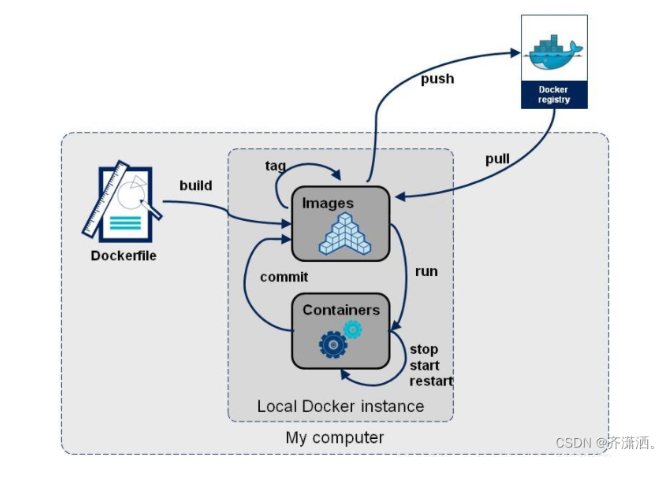 push
Docker
registry
tag
pull
build
Images
Dockerfile
commit
run
Containers
stop
start
restart
Local Docker instance
My computer
CSDN @齐潇洒。